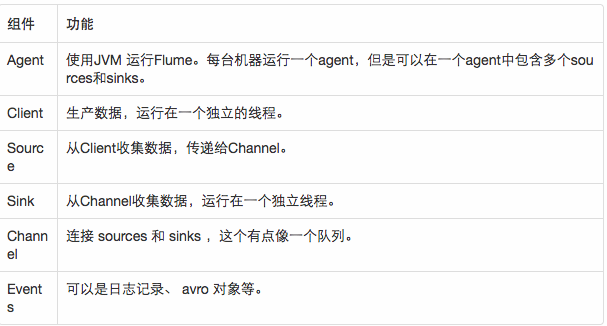 组件 功能
Agent 使用JVM 运行Flume。每台机器运行一个agent，但是可以在一个agent中包含多个sou
rces和sinks。
Client 生产数据，运行在一个独立的线程。
Sourc 从Client收集数据，传递给Channel。
e
Sink 从Channel收集数据，运行在一个独立线程。
Chann 连接 sources 和 sinks ，这个有点像一个队列。
el
Event 可以是日志记录、 avro 对象等。
s